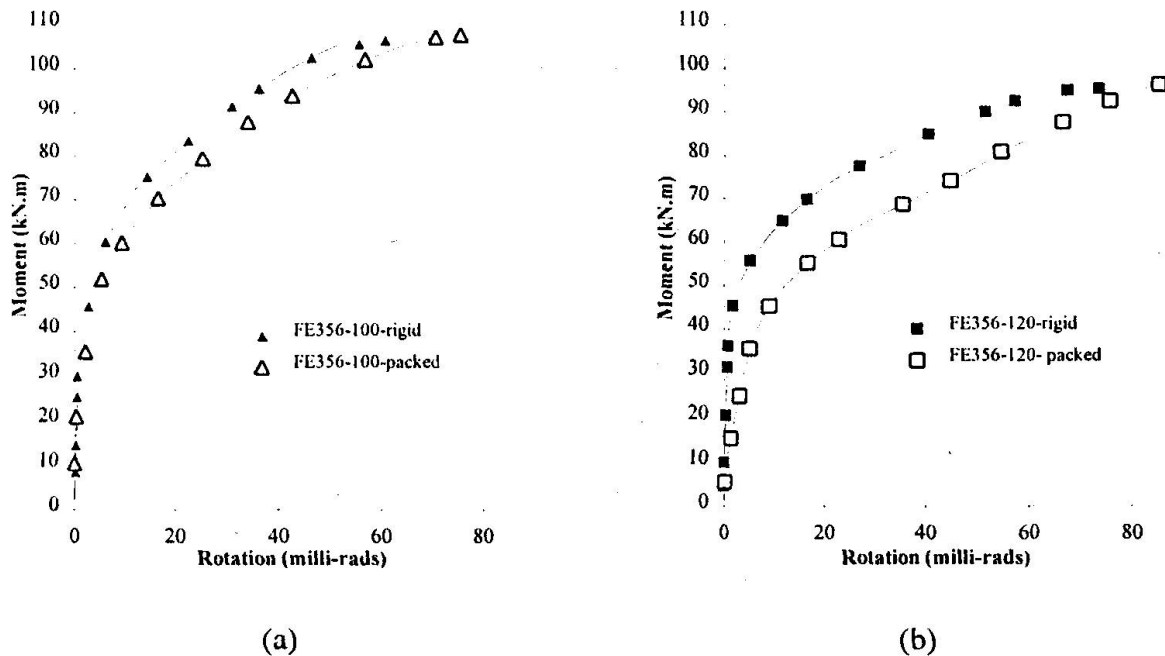 110
100
90
80
70
60
50
40
30
20
10
0
Moment (kN.m)
FE356-100-rigid
FE356-100-packed
0 20 40 60 80
Rotation (milli-rads)
(a)
110
100
90
80
70
60
50
40
30
20
10
0
Moment (kN.m)
FE356-120-rigid
FE356-120- packed
0 20 40 60 80
Rotation (milli-rads)
(b)